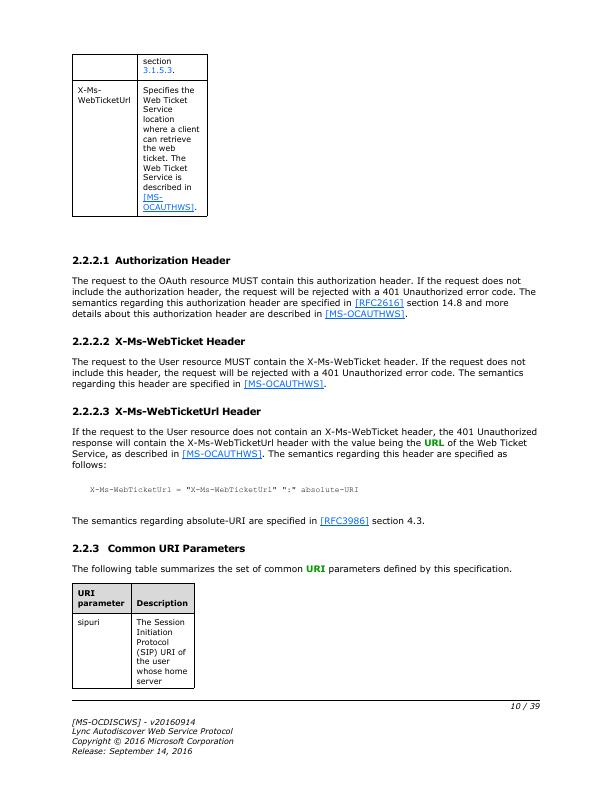 section
3.1.5.3.
X-Ms-
WebTicketUrl
Specifies the
Web Ticket
Service
location
where a client
can retrieve
the web
ticket. The
Web Ticket
Service is
described in
[MS-
OCAUTHWS].
2.2.2.1 Authorization Header
The request to the OAuth resource MUST contain this authorization header. If the request does not
include the authorization header, the request will be rejected with a 401 Unauthorized error code. The
semantics regarding this authorization header are specified in [RFC2616] section 14.8 and more
details about this authorization header are described in [MS-OCAUTHWS].
2.2.2.2 X-Ms-WebTicket Header
The request to the User resource MUST contain the X-Ms-WebTicket header. If the request does not
include this header, the request will be rejected with a 401 Unauthorized error code. The semantics
regarding this header are specified in [MS-OCAUTHWS].
2.2.2.3 X-Ms-WebTicketUrl Header
If the request to the User resource does not contain an X-Ms-WebTicket header, the 401 Unauthorized
response will contain the X-Ms-WebTicketUrl header with the value being the URL of the Web Ticket
Service, as described in [MS-OCAUTHWS]. The semantics regarding this header are specified as
follows:
X-Ms-WebTicketUrl = "X-Ms-WebTicketUrl" ":" absolute-URI
The semantics regarding absolute-URI are specified in [RFC3986] section 4.3.
2.2.3 Common URI Parameters
The following table summarizes the set of common URI parameters defined by this specification.
URI
parameter
Description
sipuri
The Session
Initiation
Protocol
(SIP) URI of
the user
whose home
server
10 / 39
[MS-OCDISCWS] - v20160914
Lync Autodiscover Web Service Protocol
Copyright © 2016 Microsoft Corporation
Release: September 14, 2016